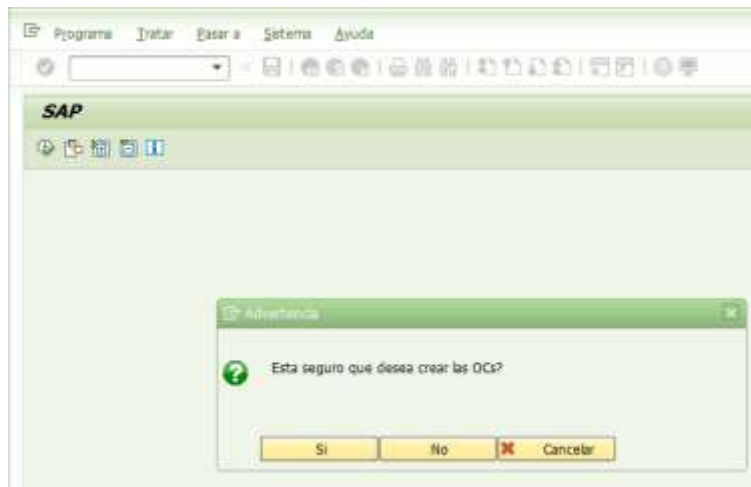 Programa Tratar Pasar a Sistema Ayuda
SAP
Advertencia
Esta seguro que desea crear las OCs?
Si No Cancelar